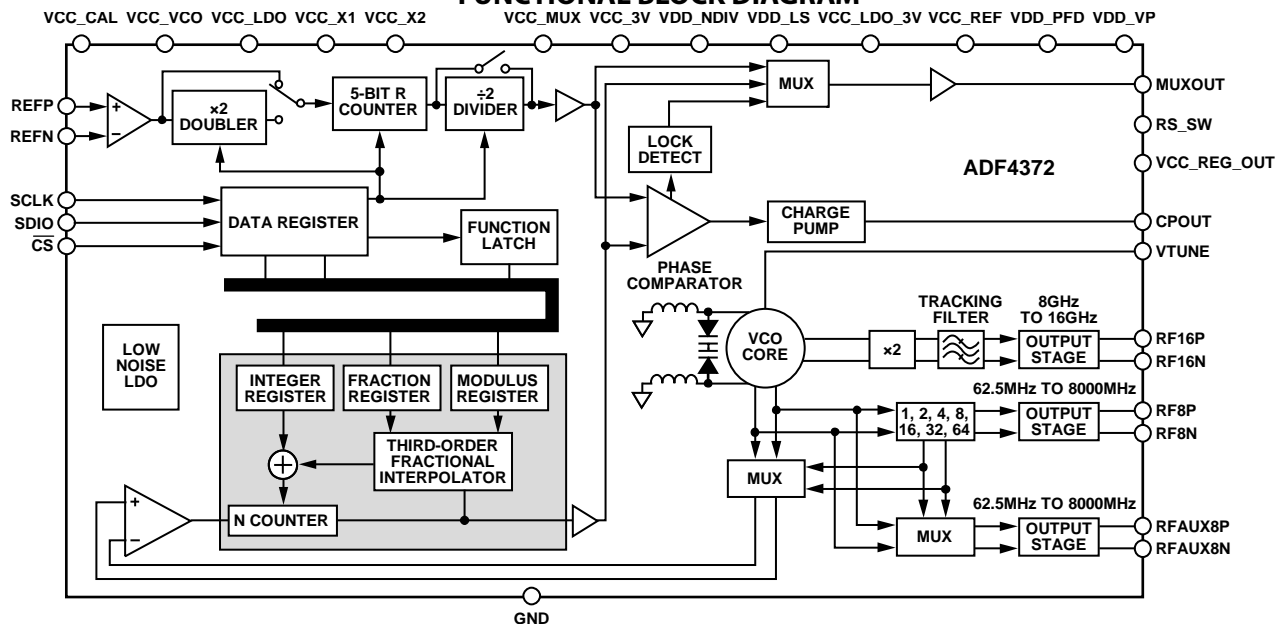 FUNCTIONAL BLOCK DIAGRAM
VCC_CAL VCC_VCO VCC_LDO VCC_X1 VCC_X2 VCC_MUX VCC_3V VDD_NDIV VDD_LS VCC_LDO_3V VCC_REF VDD_PFD VDD_VP
REFP
REFN
+
−
×2
DOUBLER
5-BIT R
COUNTER
÷2
DIVIDER
MUX
MUXOUT
RS_SW
VCC_REG_OUT
LOCK
DETECT
ADF4372
SCLK
SDIO
CS
DATA REGISTER
FUNCTION
LATCH
CHARGE
PUMP
CPOUT
VTUNE
PHASE
COMPARATOR
VCO
CORE
×2
TRACKING
FILTER
8GHz
TO 16GHz
OUTPUT
STAGE
RF16P
RF16N
LOW
NOISE
LDO
INTEGER
REGISTER
FRACTION
REGISTER
MODULUS
REGISTER
62.5MHz TO 8000MHz
1, 2, 4, 8,
16, 32, 64
OUTPUT
STAGE
RF8P
RF8N
THIRD-ORDER
FRACTIONAL
INTERPOLATOR
+
MUX
+
−
N COUNTER
62.5MHz TO 8000MHz
MUX
OUTPUT
STAGE
RFAUX8P
RFAUX8N
GND